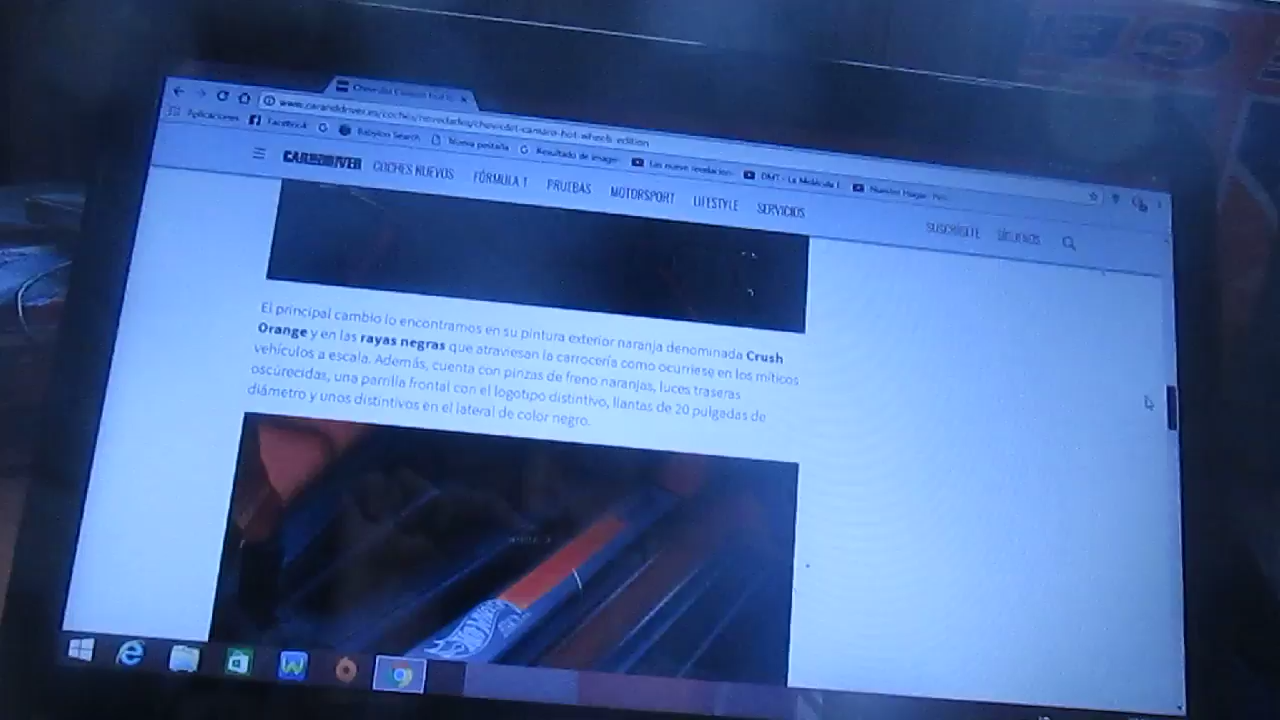 Chevrolet Camaro Hot
www.caranddriver.es/coches/novedades/chevrolet-camaro-hot-wheels-edition
Aplicaciones Facebook Babylon Search Nueva pestaña Resultado de imagen Las nueve revelacion DMT - La Molécula
CAR AND DRIVER COCHES NUEVOS FÓRMULA 1 PRUEBAS MOTORSPORT LIFESTYLE SERVICIOS
SUSCRÍBETE SÍGUENOS
El principal cambio lo encontramos en su pintura exterior naranja denominada Crush
Orange y en las rayas negras que atraviesan la carrocería como ocurriese en los míticos
vehículos a escala. Además, cuenta con pinzas de freno naranjas, luces traseras
oscurecidas, una parrilla frontal con el logotipo distintivo, llantas de 20 pulgadas de
diámetro y unos distintivos en el lateral de color negro.
HOT WHEELS